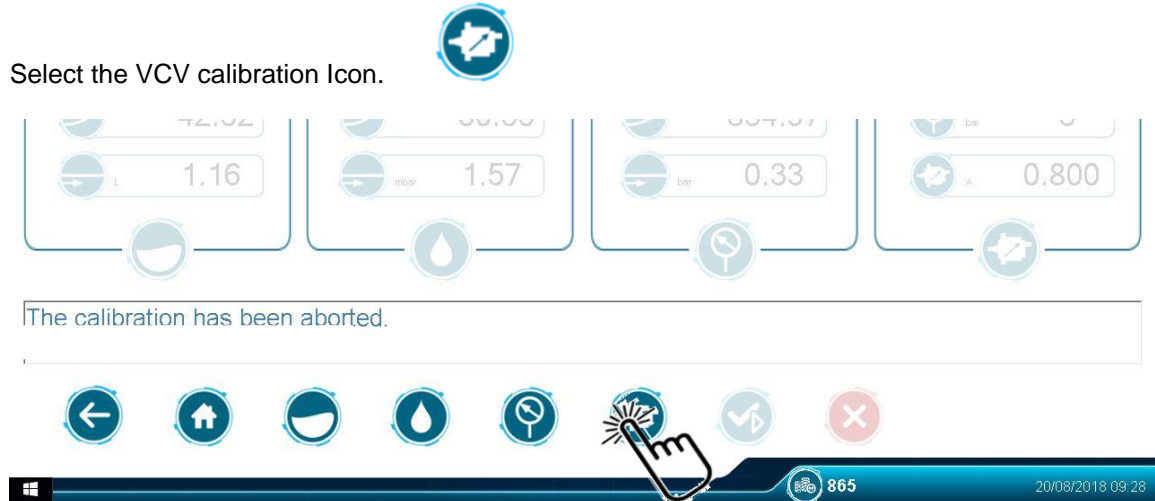 Select the VCV calibration Icon.
bar
L 1.16
mbar 1.57
bar 0.33
A 0.800
The calibration has been aborted.
865
20/08/2018 09:28